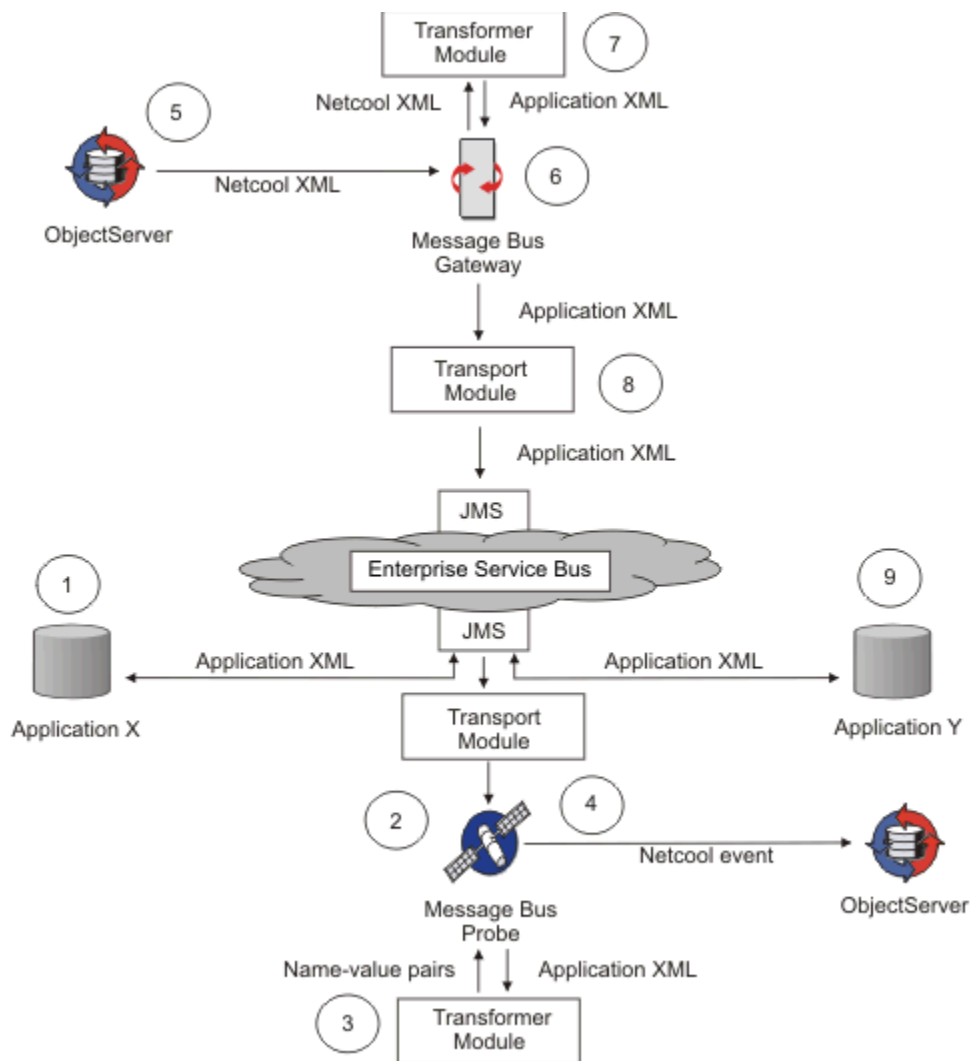 Transformer
Module
7
Netcool XML
Application XML
5
Netcool XML
6
ObjectServer
Message Bus
Gateway
Application XML
Transport
Module
8
Application XML
JMS
Enterprise Service Bus
1
9
JMS
Application XML
Application XML
Application X
Transport
Module
Application Y
2
4
Netcool event
Message Bus
Probe
ObjectServer
Name-value pairs
Application XML
3
Transformer
Module